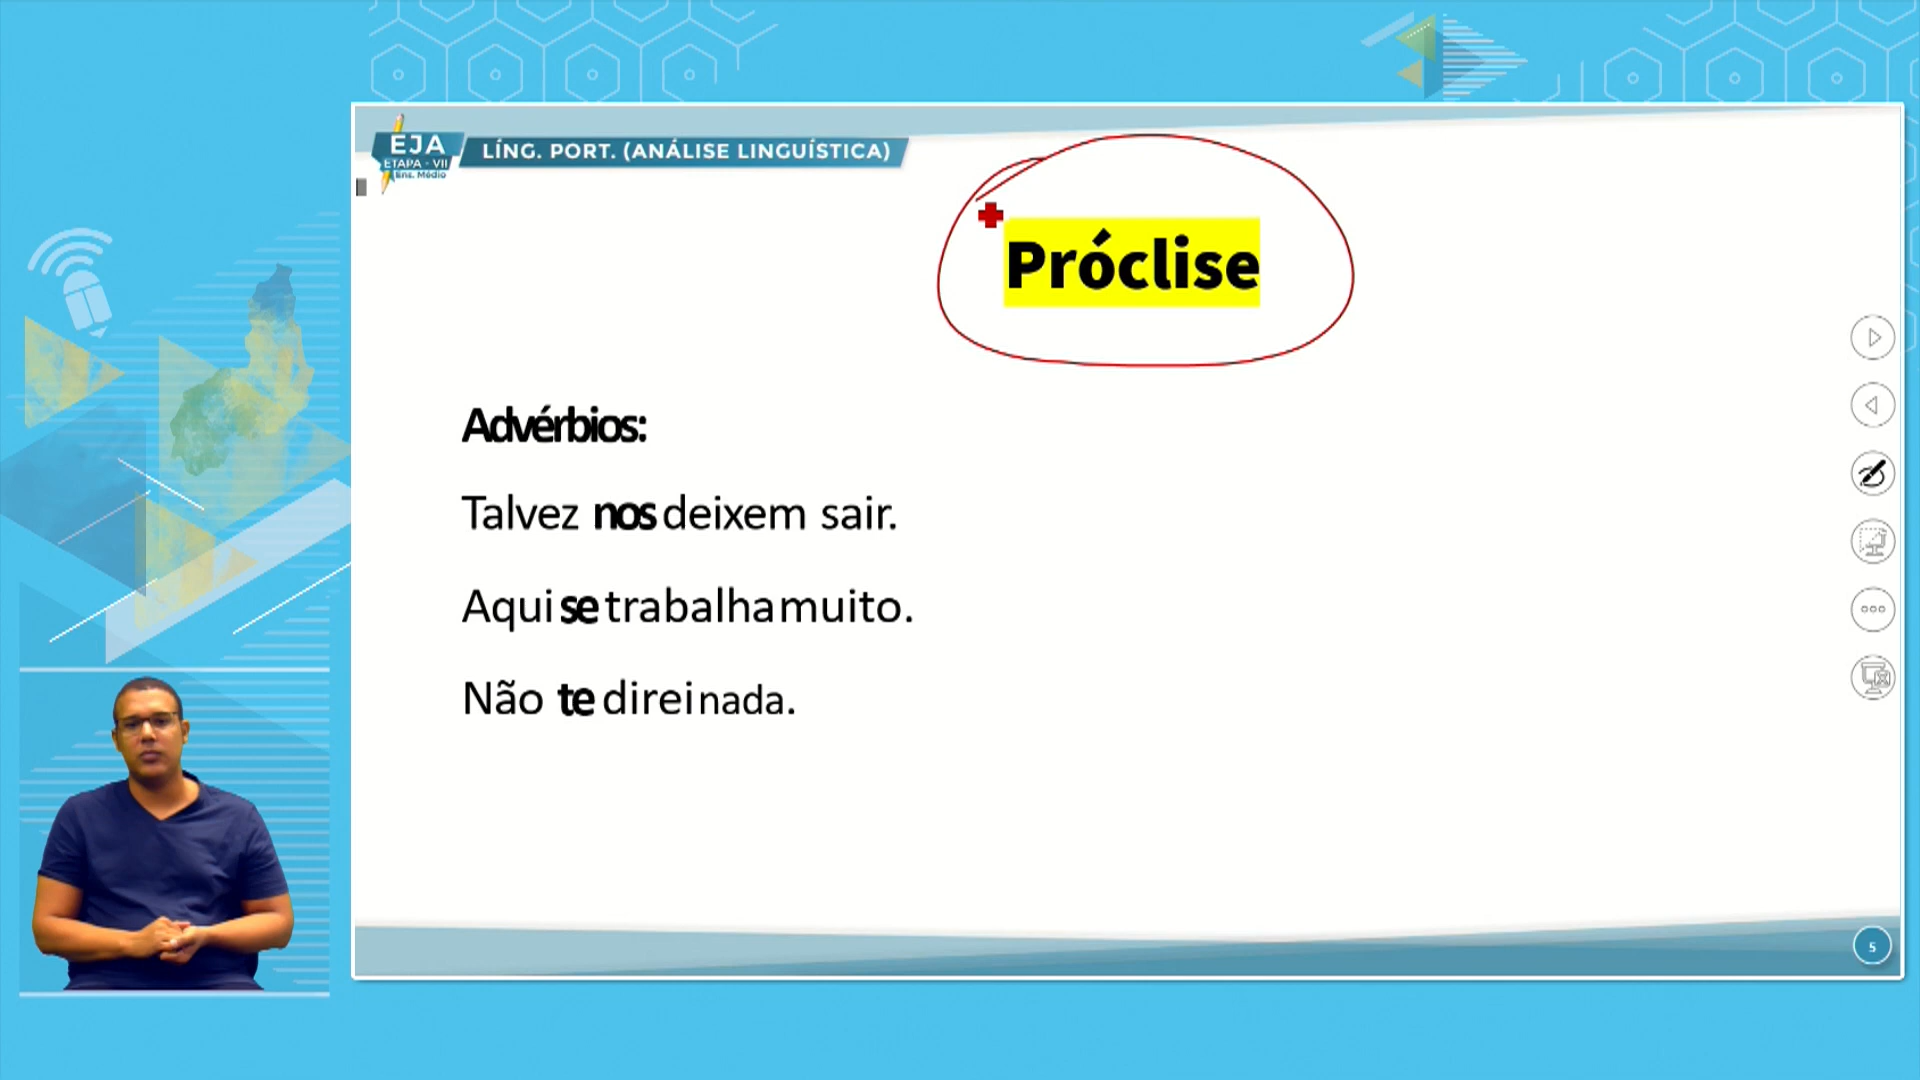 EJA
ETAPA - VII
Ens. Médio
LÍNG. PORT. (ANÁLISE LINGUÍSTICA)
Próclise
Advérbios:
Talvez nos deixem sair.
Aqui se trabalha muito.
Não te direi nada.
5